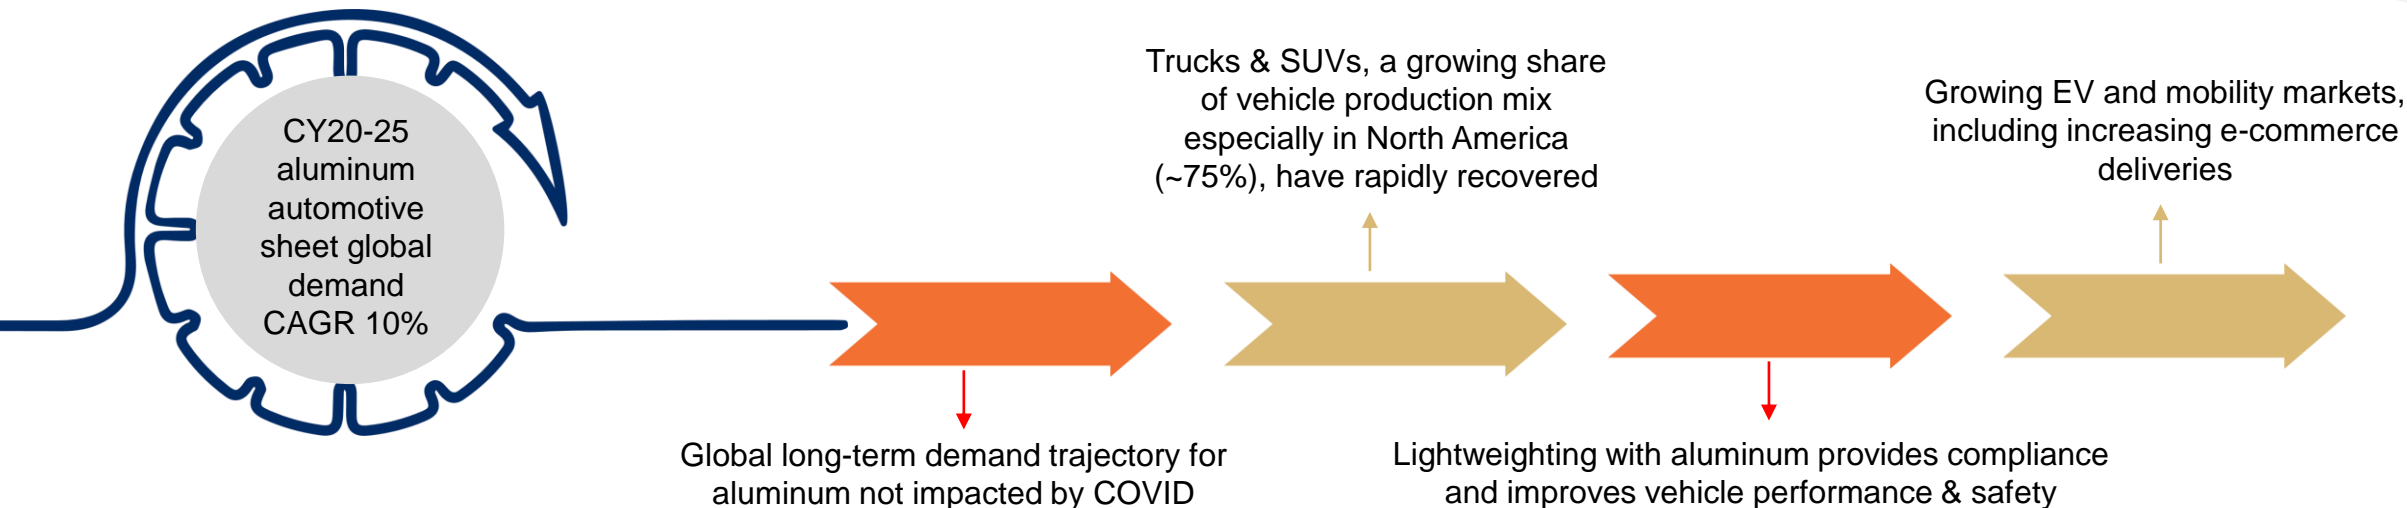 CY20-25
aluminum
automotive
sheet global
demand
CAGR 10%
Global long-term demand trajectory for
aluminum not impacted by COVID
Trucks & SUVs, a growing share
of vehicle production mix
especially in North America
(~75%), have rapidly recovered
Lightweighting with aluminum provides compliance
and improves vehicle performance & safety
Growing EV and mobility markets,
including increasing e-commerce
deliveries